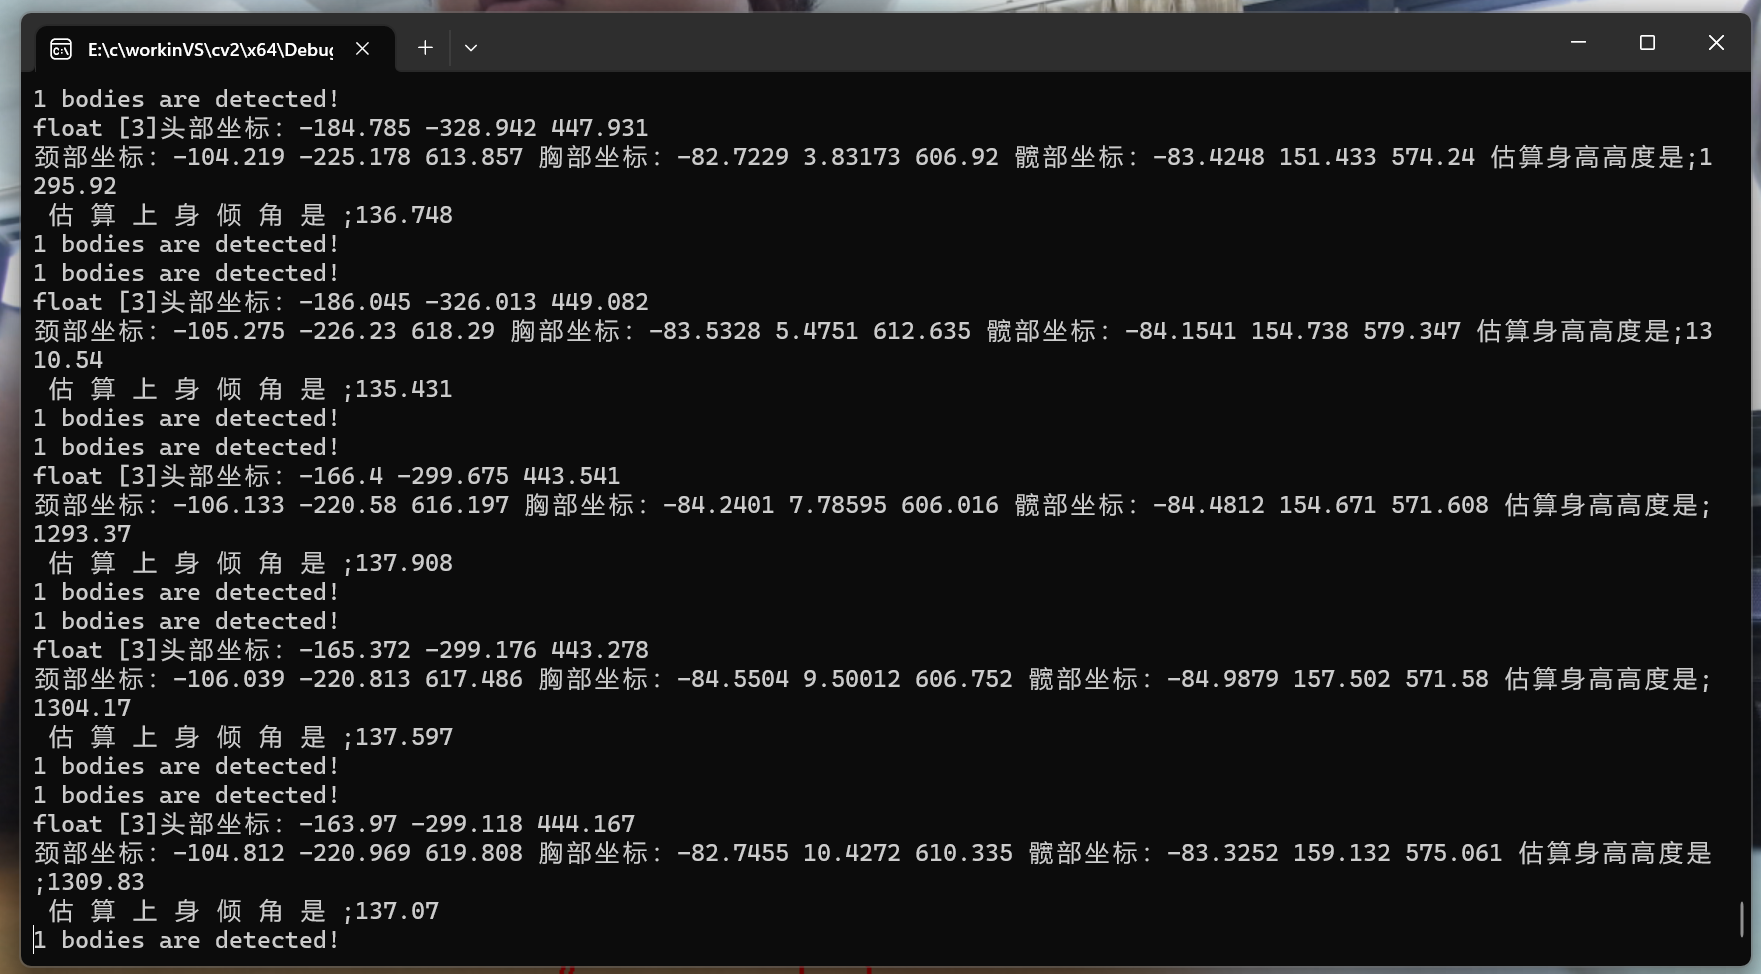 E:\c\workinVS\cv2\x64\Debug
1 bodies are detected!
float [3]头部坐标: -184.785 -328.942 447.931
颈部坐标: -104.219 -225.178 613.857 胸部坐标: -82.7229 3.83173 606.92 髋部坐标: -83.4248 151.433 574.24 估算身高高度是;1
295.92
估 算 上 身 倾 角 是 ;136.748
1 bodies are detected!
1 bodies are detected!
float [3]头部坐标: -186.045 -326.013 449.082
颈部坐标: -105.275 -226.23 618.29 胸部坐标: -83.5328 5.4751 612.635 髋部坐标: -84.1541 154.738 579.347 估算身高高度是;13
10.54
估 算 上 身 倾 角 是 ;135.431
1 bodies are detected!
1 bodies are detected!
float [3]头部坐标: -166.4 -299.675 443.541
颈部坐标: -106.133 -220.58 616.197 胸部坐标: -84.2401 7.78595 606.016 髋部坐标: -84.4812 154.671 571.608 估算身高高度是;
1293.37
估 算 上 身 倾 角 是 ;137.908
1 bodies are detected!
1 bodies are detected!
float [3]头部坐标: -165.372 -299.176 443.278
颈部坐标: -106.039 -220.813 617.486 胸部坐标: -84.5504 9.50012 606.752 髋部坐标: -84.9879 157.502 571.58 估算身高高度是;
1304.17
估 算 上 身 倾 角 是 ;137.597
1 bodies are detected!
1 bodies are detected!
float [3]头部坐标: -163.97 -299.118 444.167
颈部坐标: -104.812 -220.969 619.808 胸部坐标: -82.7455 10.4272 610.335 髋部坐标: -83.3252 159.132 575.061 估算身高高度是
;1309.83
估 算 上 身 倾 角 是 ;137.07
1 bodies are detected!